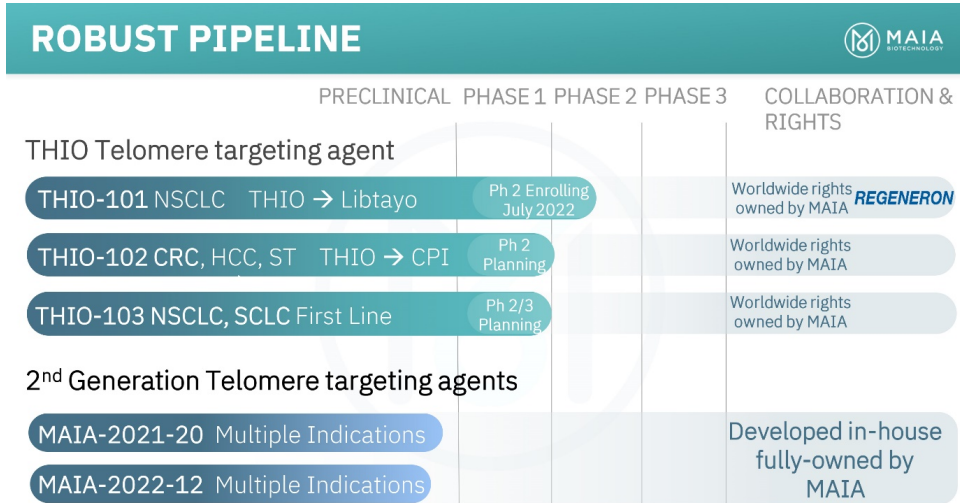 ROBUST PIPELINE
MAIA
BIOTECHNOLOGY
PRECLINICAL PHASE 1 PHASE 2 PHASE 3 COLLABORATION &
RIGHTS
THIO Telomere targeting agent
THIO-101 NSCLC THIO → Libtayo
Ph 2 Enrolling
July 2022
Worldwide rights
owned by MAIA
REGENERON
THIO-102 CRC, HCC, ST THIO → CPI
Ph 2
Planning
Worldwide rights
owned by MAIA
THIO-103 NSCLC, SCLC First Line
Ph 2/3
Planning
Worldwide rights
owned by MAIA
2nd Generation Telomere targeting agents
MAIA-2021-20 Multiple Indications
MAIA-2022-12 Multiple Indications
Developed in-house
fully-owned by
MAIA